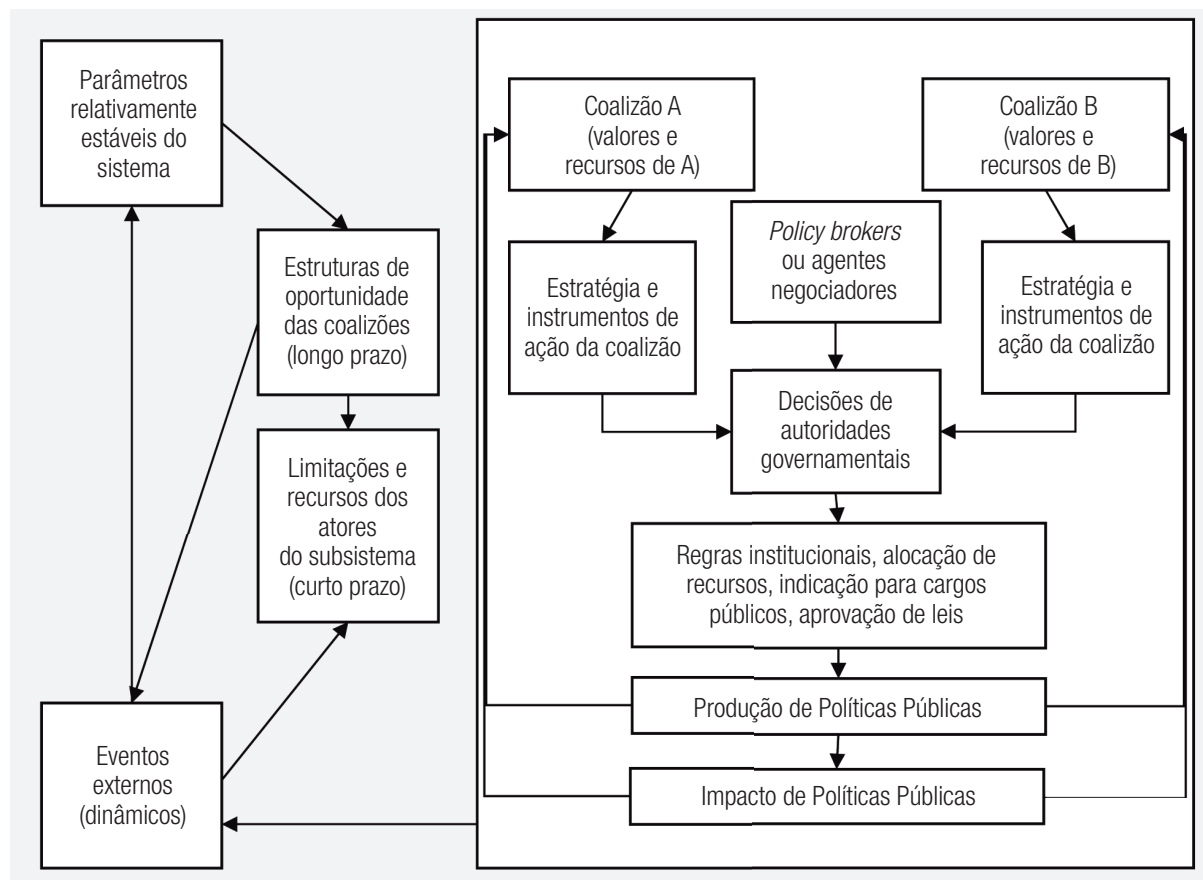 Parâmetros
relativamente
estáveis do
sistema
Estruturas de
oportunidade
das coalizões
(longo prazo)
Limitações e
recursos dos
atores
do subsistema
(curto prazo)
Eventos
externos
(dinâmicos)
Coalizão A
(valores e
recursos de A)
Coalizão B
(valores e
recursos de B)
Policy brokers
ou agentes
negociadores
Estratégia e
instrumentos de
ação da coalizão
Estratégia e
instrumentos de
ação da coalizão
Decisões de
autoridades
governamentais
Regras institucionais, alocação de
recursos, indicação para cargos
públicos, aprovação de leis
Produção de Políticas Públicas
Impacto de Políticas Públicas